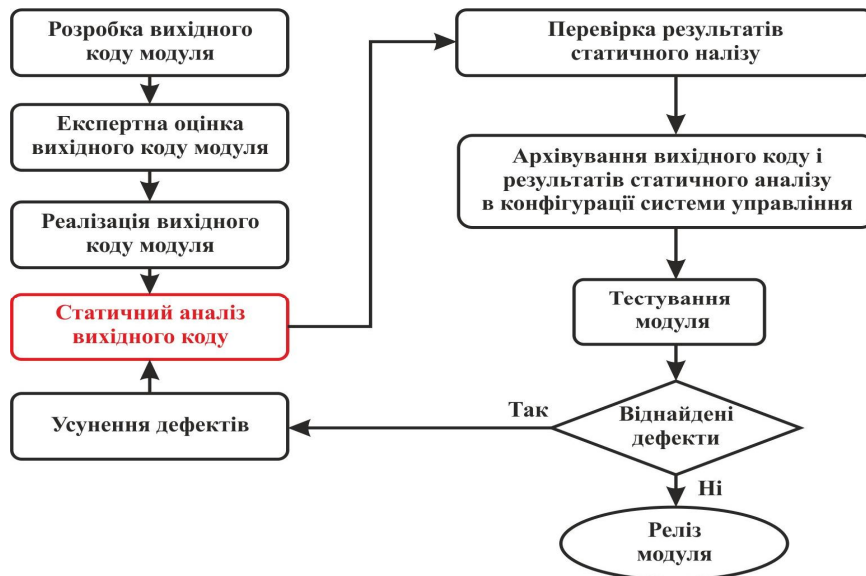 Розробка вихідного
коду модуля
Експертна оцінка
вихідного коду модуля
Реалізація вихідного
коду модуля
Статичний аналіз
вихідного коду
Усунення дефектів
Перевірка результатів
статичного налізу
Архівування вихідного коду і
результатів статичного аналізу
в конфігурації системи управління
Тестування
модуля
Віднайдені
дефекти
Так
Ні
Реліз
модуля